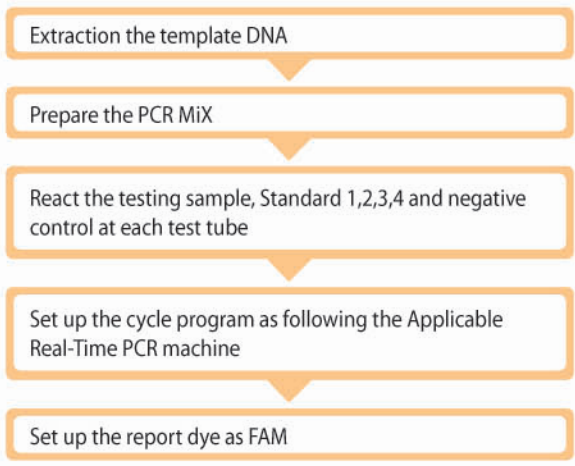 Extraction the template DNA
Prepare the PCR MiX
React the testing sample, Standard 1,2,3,4 and negative
control at each test tube
Set up the cycle program as following the Applicable
Real-Time PCR machine
Set up the report dye as FAM